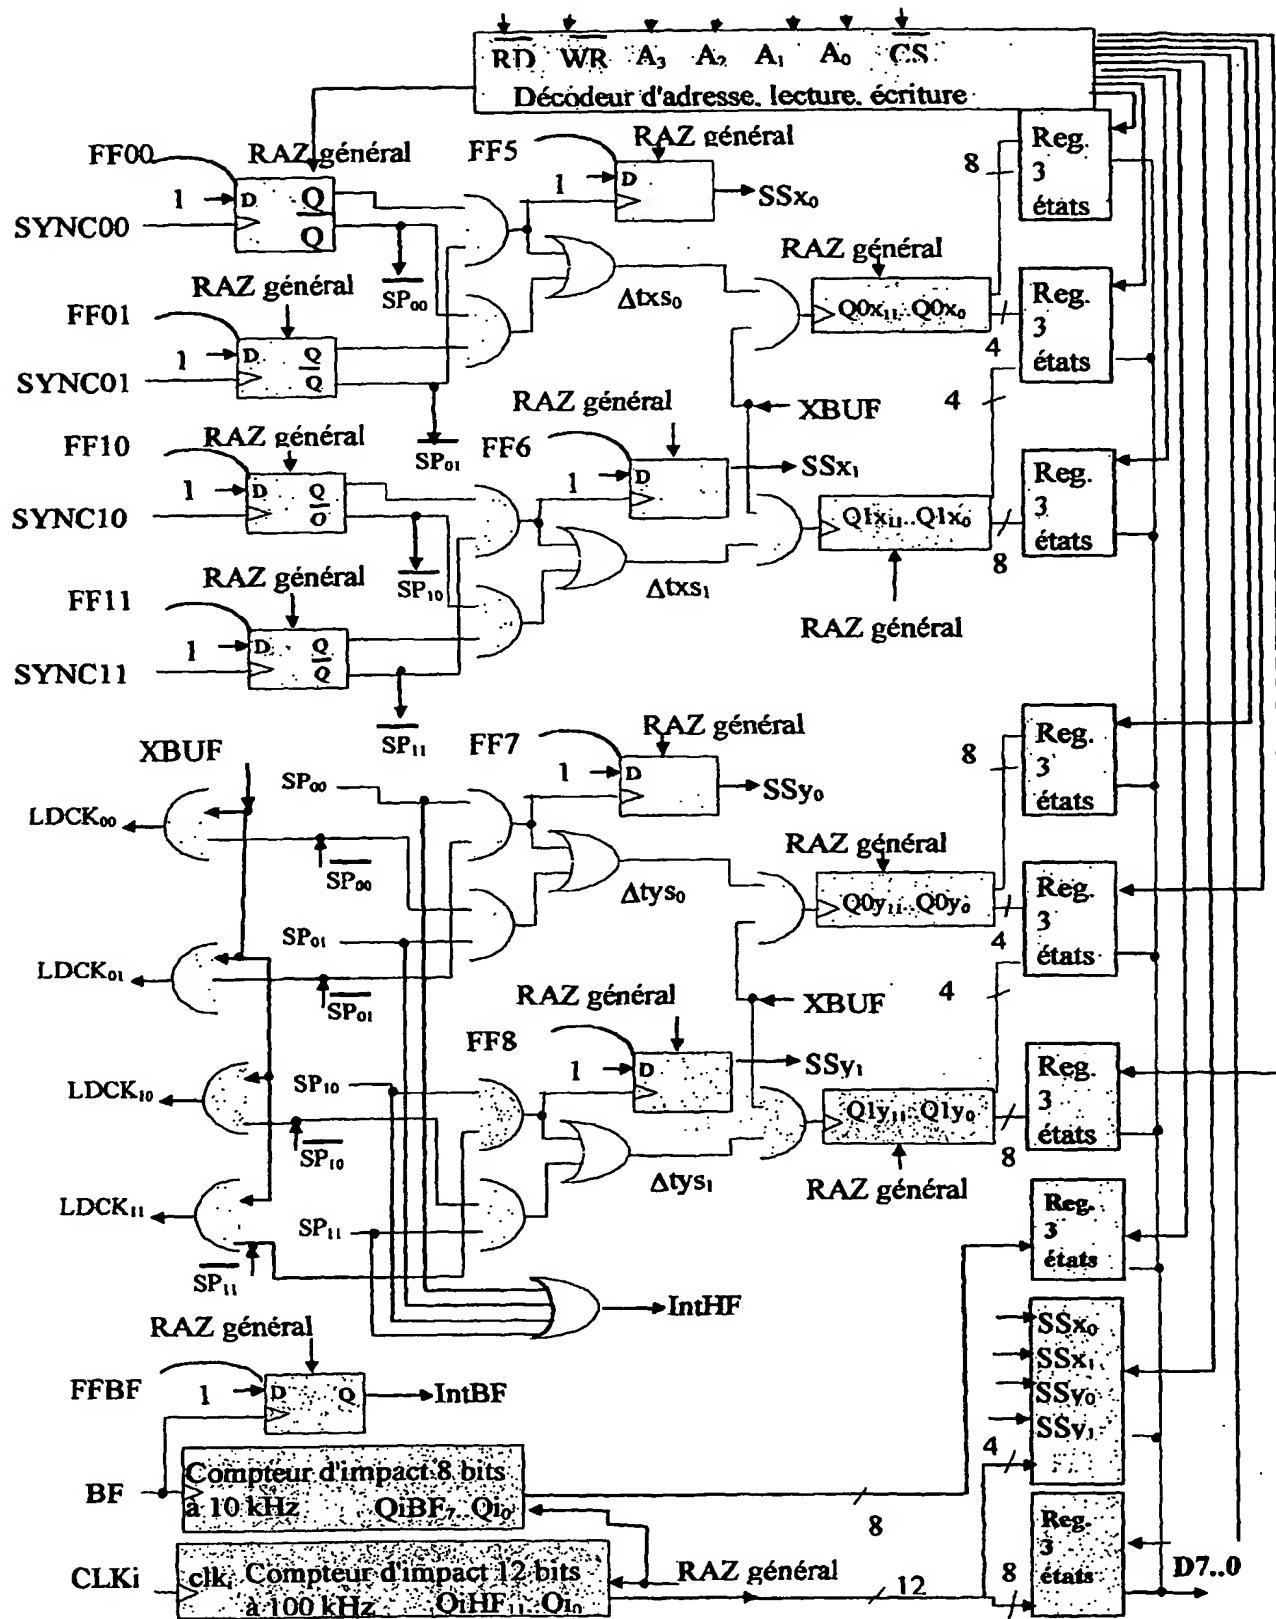 RD WR A3 A2 A1 A0 CS
Décodeur d'adresse, lecture, écriture
FF00
RAZ général
1
D Q
Q
SYNC00
SP00
FF5
RAZ général
1
D
SSx0
8
Reg.
3
états
FF01
RAZ général
1
D Q
Q
SYNC01
SP01
Δtxs0
RAZ général
Q0x11..Q0x0
4
Reg.
3
états
XBUF
4
FF10
RAZ général
1
D Q
Q
SYNC10
SP10
FF6
RAZ général
1
D
SSx1
Δtxs1
Q1x11..Q1x0
RAZ général
8
Reg.
3
états
FF11
RAZ général
1
D Q
Q
SYNC11
SP11
XBUF
LDCK00
SP00
SP00
FF7
RAZ général
1
D
SSy0
8
Reg.
3
états
LDCK01
SP01
SP01
Δtys0
RAZ général
Q0y11..Q0y0
4
Reg.
3
états
XBUF
4
LDCK10
SP10
SP10
FF8
RAZ général
1
D
SSy1
Δtys1
Q1y11..Q1y0
RAZ général
8
Reg.
3
états
LDCK11
SP11
SP11
IntHF
Reg.
3
états
RAZ général
FFBF
1
D Q
IntBF
SSx0
SSx1
SSy0
SSy1
4
BF
Compteur d'impact 8 bits
à 10 kHz QiBF7..Qi0
8
CLKi
clki Compteur d'impact 12 bits
à 100 kHz QiHF11..Qi0
RAZ général
12
8
Reg.
3
états
D7..0